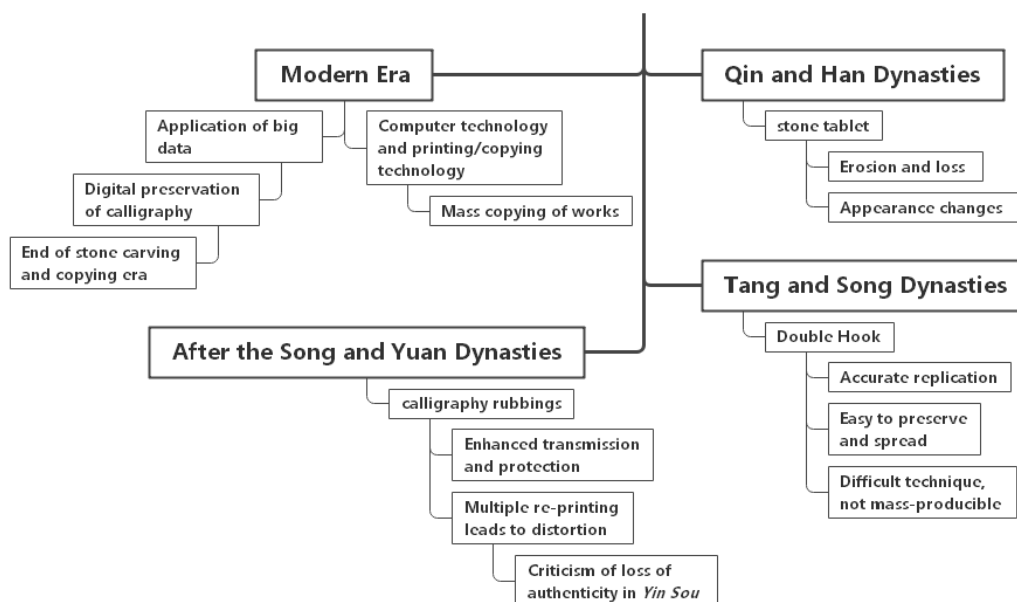 Modern Era
Application of big
data
Digital preservation
of calligraphy
End of stone carving
and copying era
Computer technology
and printing/copying
technology
Mass copying of works
Qin and Han Dynasties
stone tablet
Erosion and loss
Appearance changes
Tang and Song Dynasties
Double Hook
Accurate replication
Easy to preserve
and spread
Difficult technique,
not mass-producible
After the Song and Yuan Dynasties
calligraphy rubbings
Enhanced transmission
and protection
Multiple re-printing
leads to distortion
Criticism of loss of
authenticity in Yin Sou